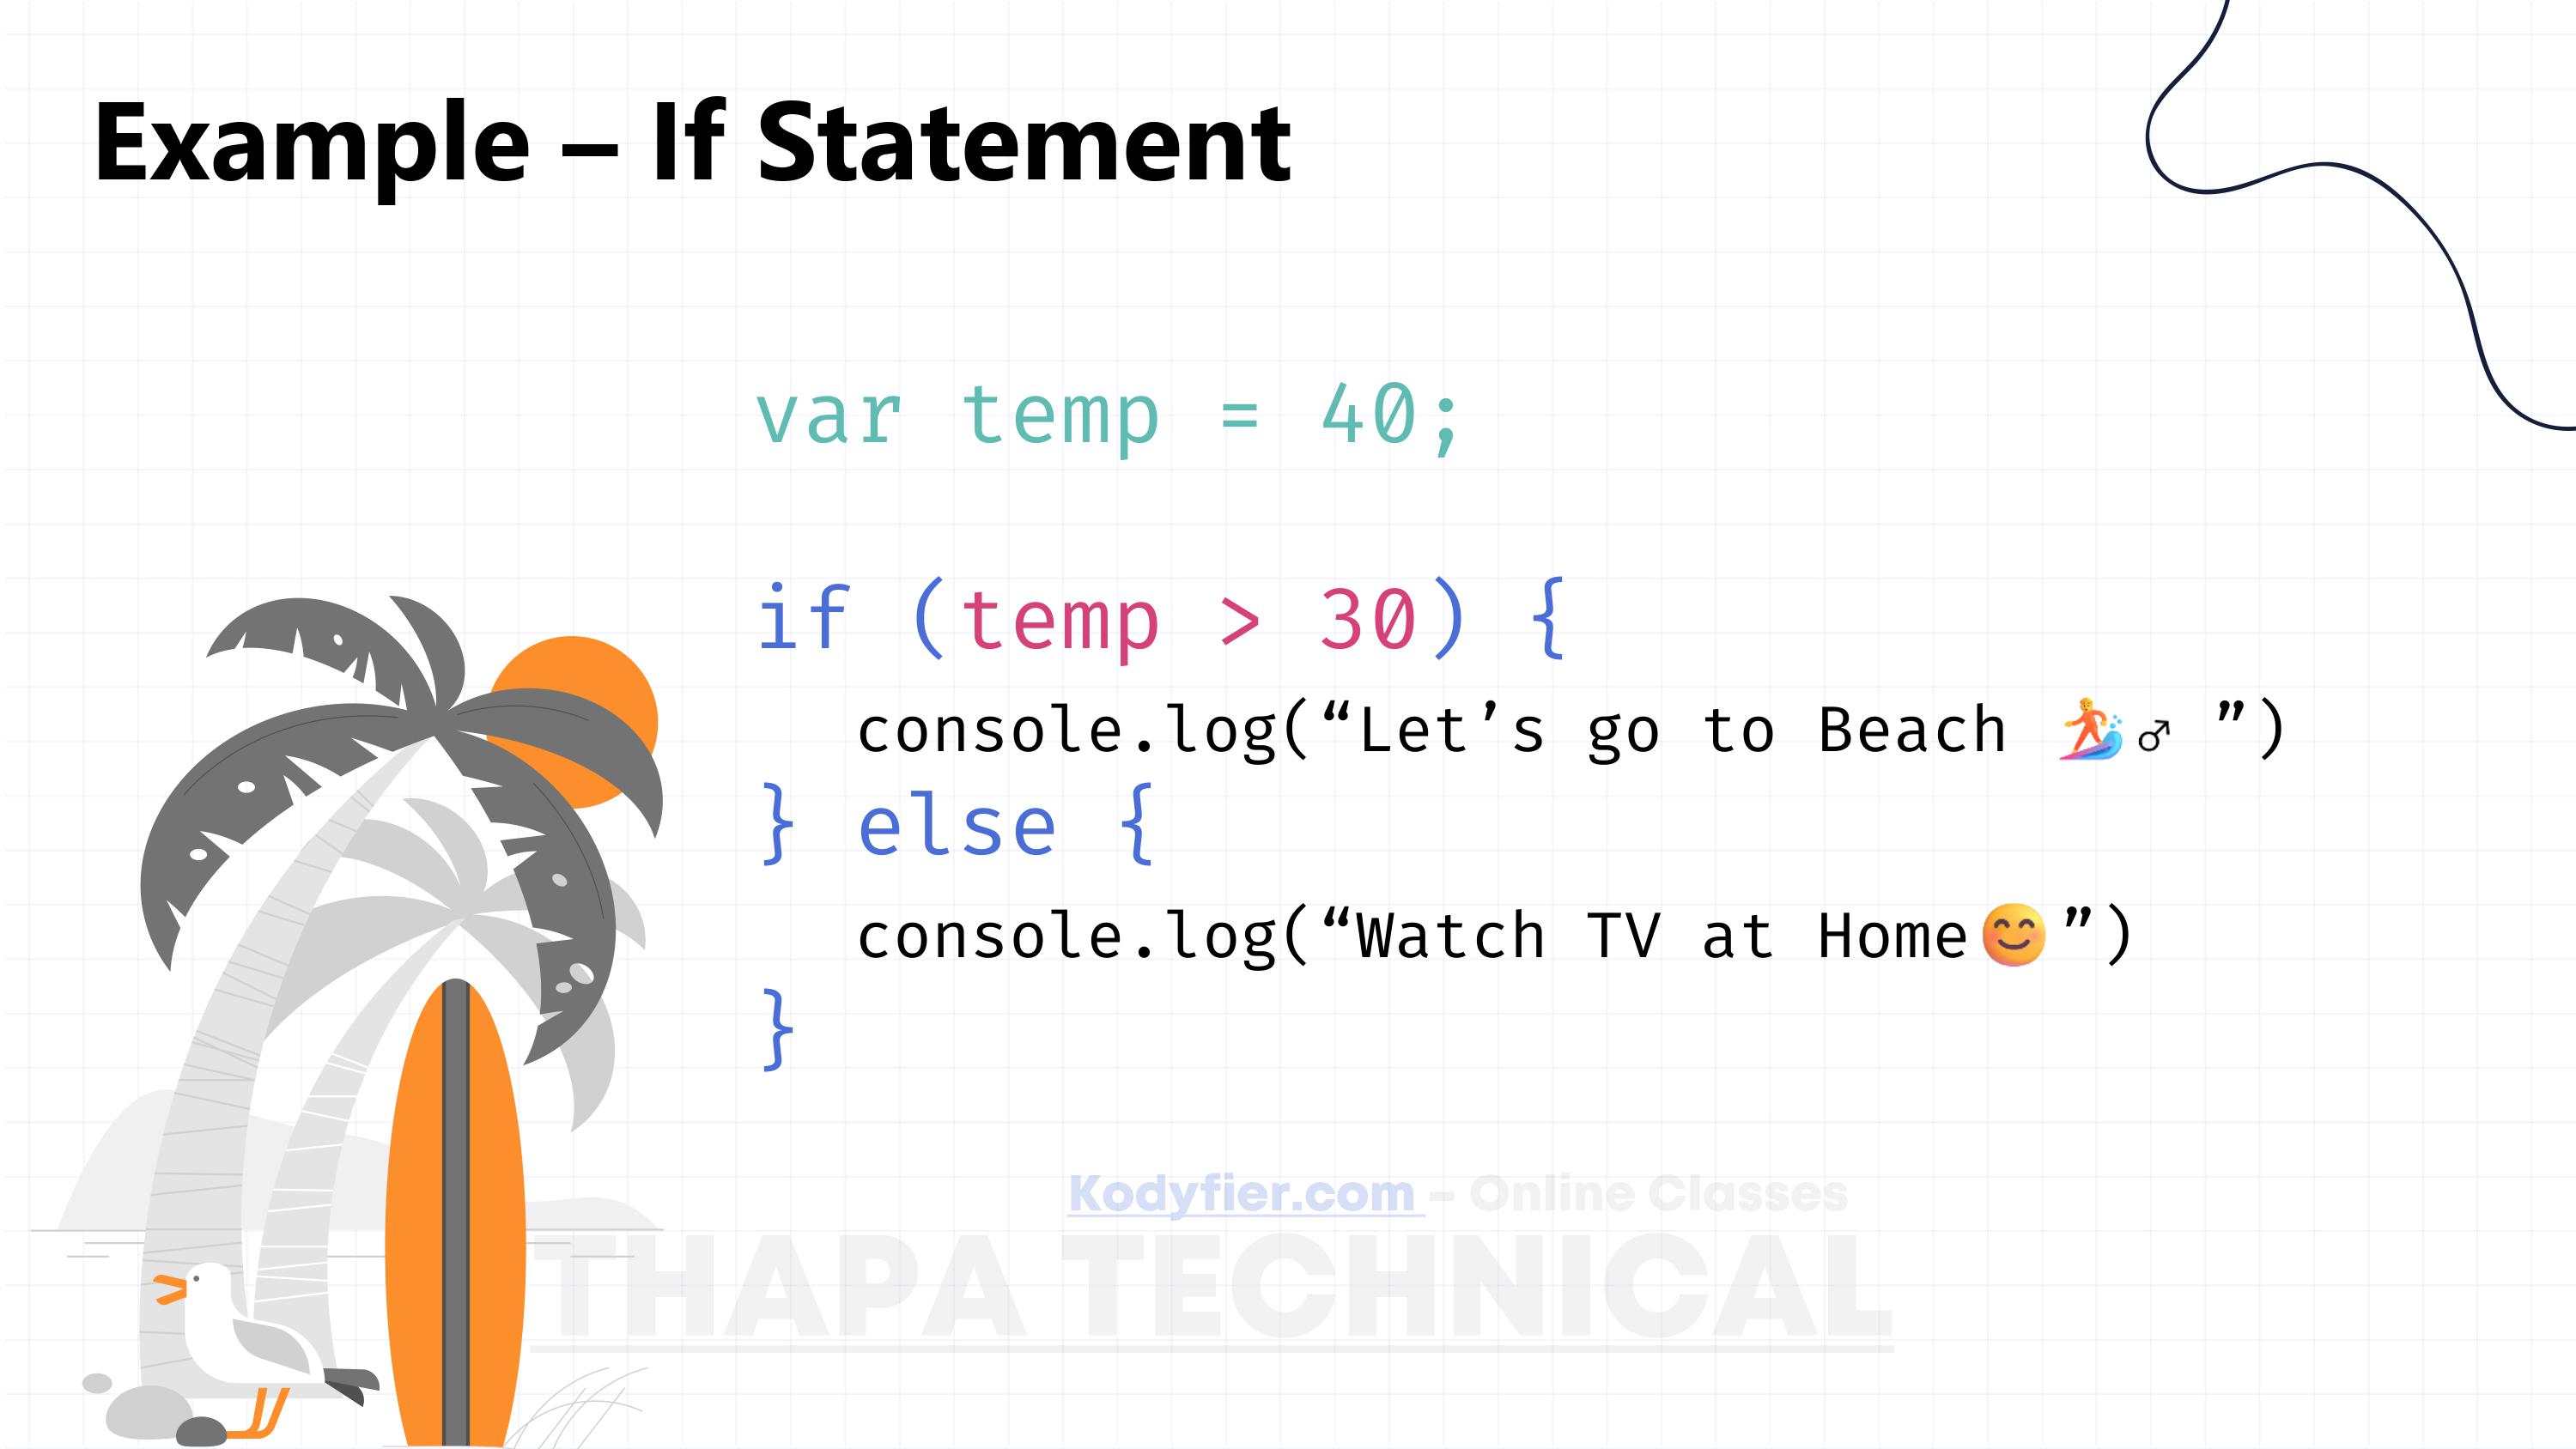 Example – If Statement
var temp = 40;
if (temp > 30) {
console.log(“Let’s go to Beach 🏄♂ ”)
} else {
console.log(“Watch TV at Home😊”)
}
Kodyfier.com – Online Classes
THAPA TECHNICAL